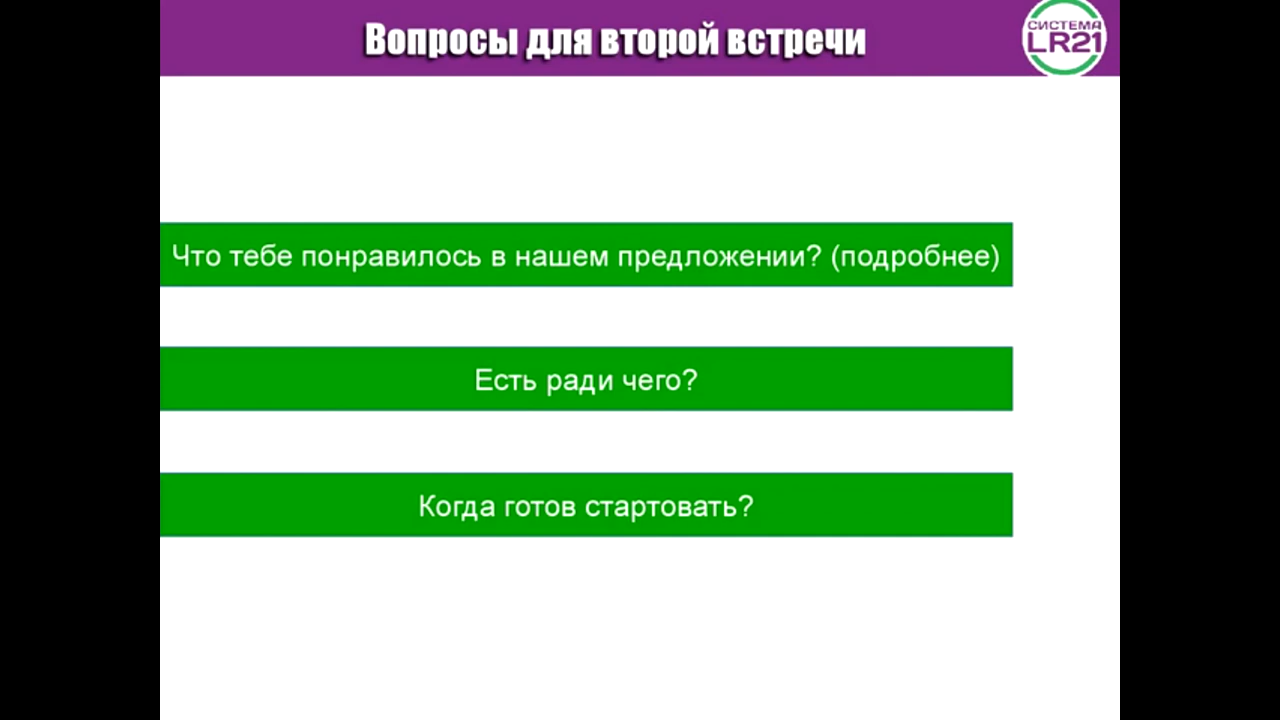 Вопросы для второй встречи
СИСТЕМА
LR21
Что тебе понравилось в нашем предложении? (подробнее)
Есть ради чего?
Когда готов стартовать?